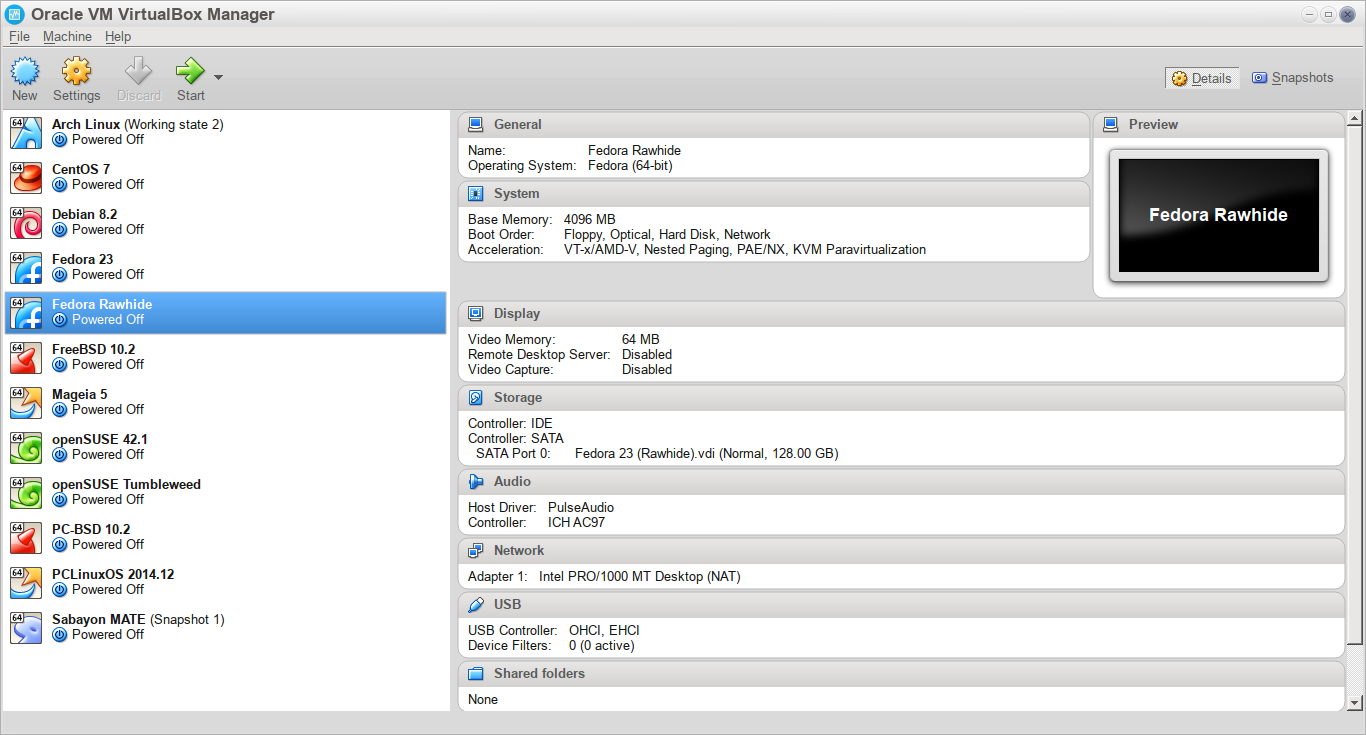 Oracle VM VirtualBox Manager
File Machine Help
New Settings Discard Start
Details Snapshots
64 Arch Linux (Working state 2)
Powered Off
64 CentOS 7
Powered Off
64 Debian 8.2
Powered Off
64 Fedora 23
Powered Off
64 Fedora Rawhide
Powered Off
64 FreeBSD 10.2
Powered Off
64 Mageia 5
Powered Off
64 openSUSE 42.1
Powered Off
64 openSUSE Tumbleweed
Powered Off
64 PC-BSD 10.2
Powered Off
64 PCLinuxOS 2014.12
Powered Off
64 Sabayon MATE (Snapshot 1)
Powered Off
General
Name: Fedora Rawhide
Operating System: Fedora (64-bit)
System
Base Memory: 4096 MB
Boot Order: Floppy, Optical, Hard Disk, Network
Acceleration: VT-x/AMD-V, Nested Paging, PAE/NX, KVM Paravirtualization
Preview
Fedora Rawhide
Display
Video Memory: 64 MB
Remote Desktop Server: Disabled
Video Capture: Disabled
Storage
Controller: IDE
Controller: SATA
SATA Port 0: Fedora 23 (Rawhide).vdi (Normal, 128.00 GB)
Audio
Host Driver: PulseAudio
Controller: ICH AC97
Network
Adapter 1: Intel PRO/1000 MT Desktop (NAT)
USB
USB Controller: OHCI, EHCI
Device Filters: 0 (0 active)
Shared folders
None